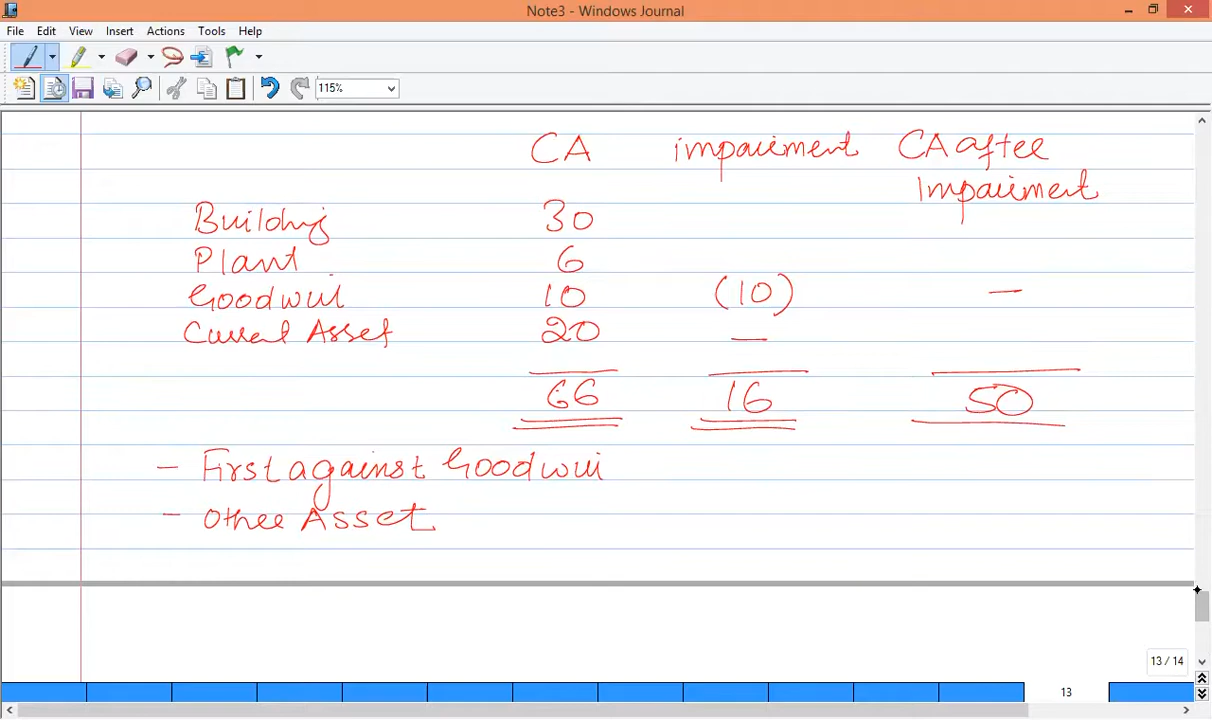 Note3 - Windows Journal
File Edit View Insert Actions Tools Help
115%
CA impairment CA after
Impairment
Building 30
Plant 6
Goodwill 10 (10) —
Current Asset 20 —
66 16 50
- First against Goodwill
- Other Asset
13 / 14
13